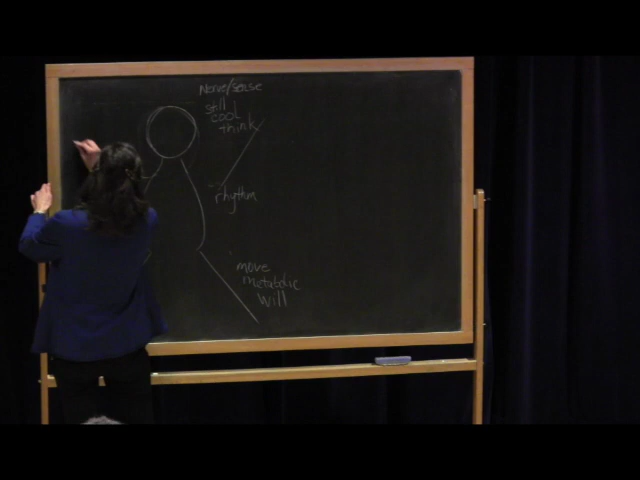 Nerve/sense
still
cool
think
rhythm
move
metabolic
will